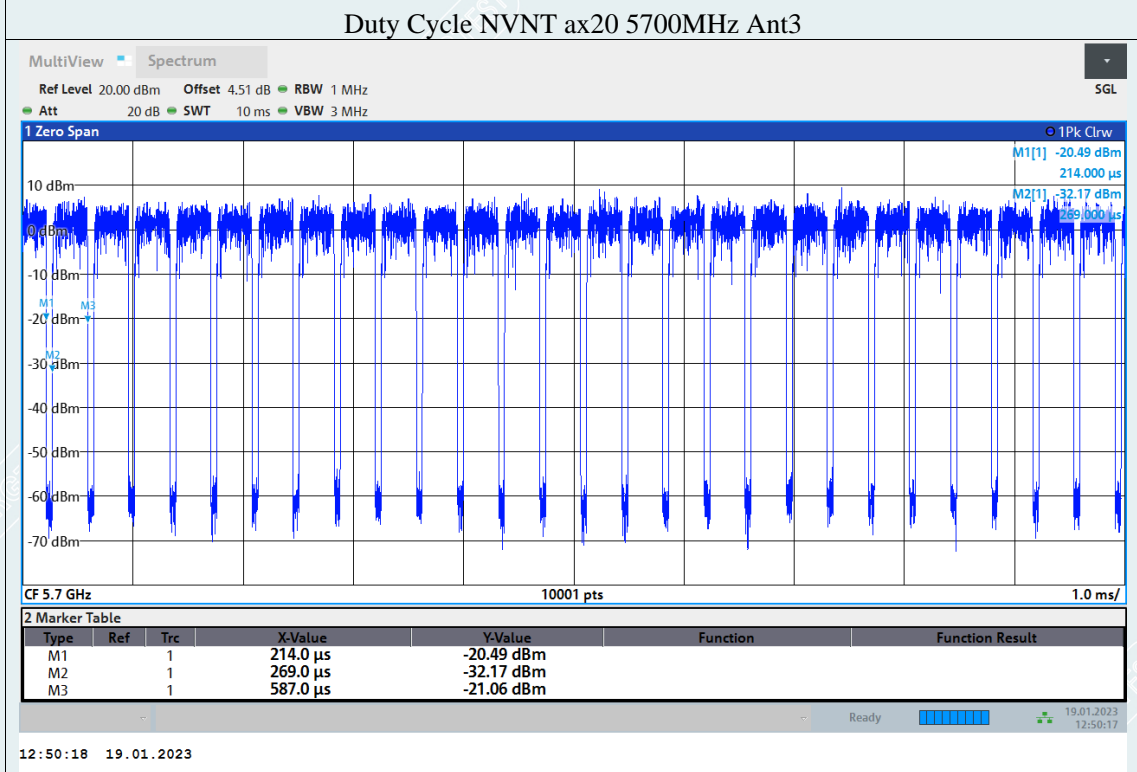 Duty Cycle NVNT ax20 5700MHz Ant3
MultiView Spectrum
Ref Level 20.00 dBm Offset 4.51 dB RBW 1 MHz SGL
Att 20 dB SWT 10 ms VBW 3 MHz
1 Zero Span 1Pk Clrw
M1[1] -20.49 dBm
214.000 µs
M2[1] -32.17 dBm
269.000 µs
10 dBm
0 dBm
-10 dBm
M1 M3
-20 dBm
M2
-30 dBm
-40 dBm
-50 dBm
-60 dBm
-70 dBm
CF 5.7 GHz 10001 pts 1.0 ms/
2 Marker Table
Type Ref Trc X-Value Y-Value Function Function Result
M1 1 214.0 µs -20.49 dBm
M2 1 269.0 µs -32.17 dBm
M3 1 587.0 µs -21.06 dBm
Ready 19.01.2023
12:50:17
12:50:18 19.01.2023